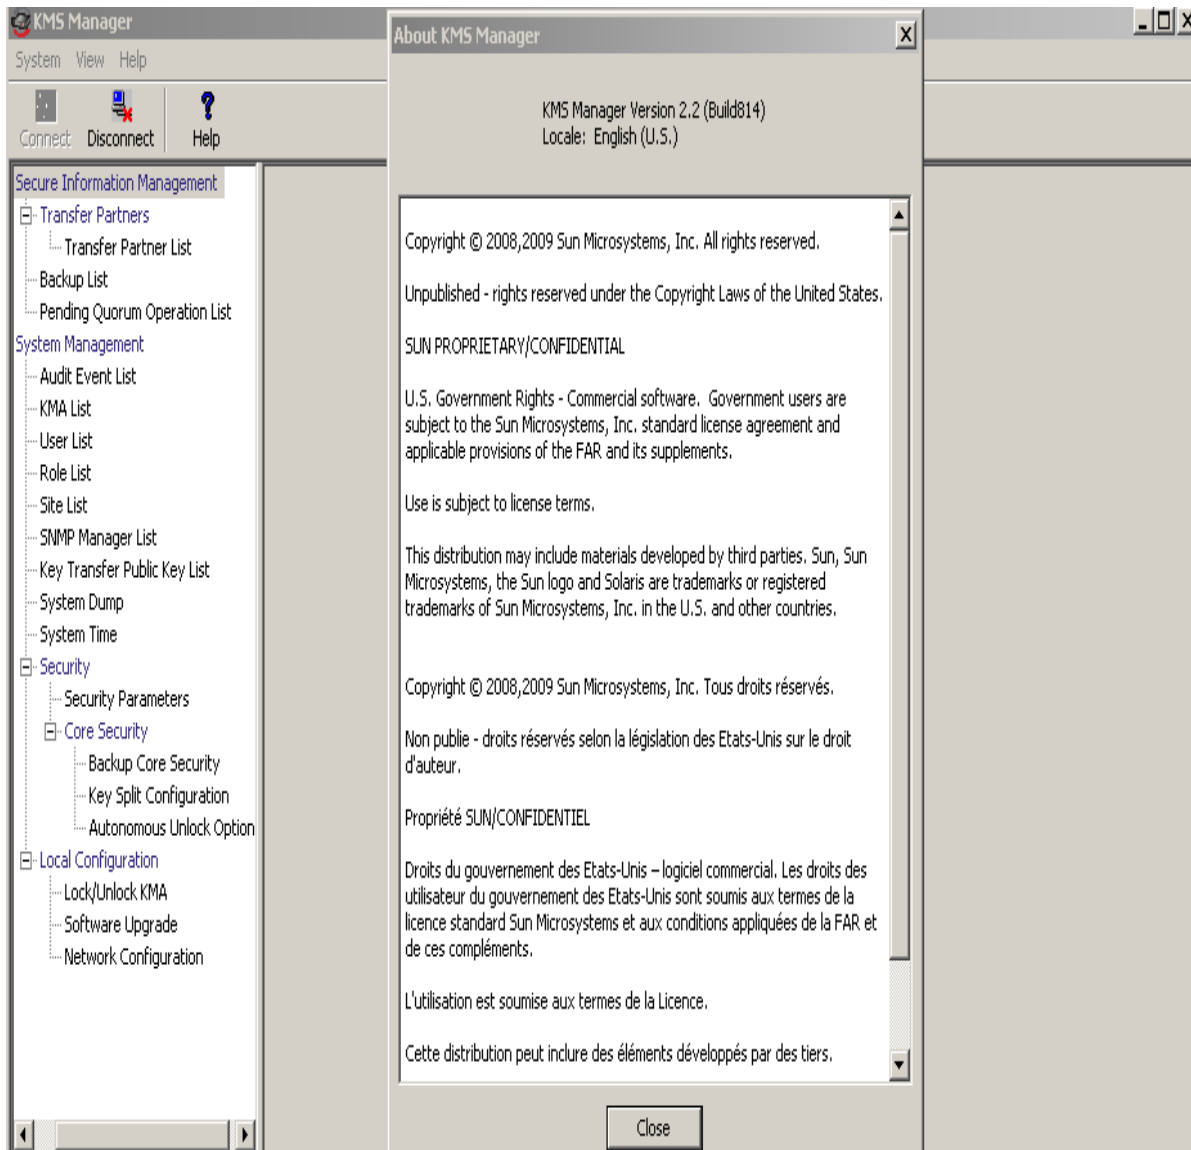 KMS Manager
System View Help
Connect Disconnect Help
Secure Information Management
Transfer Partners
Transfer Partner List
Backup List
Pending Quorum Operation List
System Management
Audit Event List
KMA List
User List
Role List
Site List
SNMP Manager List
Key Transfer Public Key List
System Dump
System Time
Security
Security Parameters
Core Security
Backup Core Security
Key Split Configuration
Autonomous Unlock Option
Local Configuration
Lock/Unlock KMA
Software Upgrade
Network Configuration
About KMS Manager
KMS Manager Version 2.2 (Build814)
Locale: English (U.S.)
Copyright © 2008,2009 Sun Microsystems, Inc. All rights reserved.
Unpublished - rights reserved under the Copyright Laws of the United States.
SUN PROPRIETARY/CONFIDENTIAL
U.S. Government Rights - Commercial software. Government users are
subject to the Sun Microsystems, Inc. standard license agreement and
applicable provisions of the FAR and its supplements.
Use is subject to license terms.
This distribution may include materials developed by third parties. Sun, Sun
Microsystems, the Sun logo and Solaris are trademarks or registered
trademarks of Sun Microsystems, Inc. in the U.S. and other countries.
Copyright © 2008,2009 Sun Microsystems, Inc. Tous droits réservés.
Non publie - droits réservés selon la législation des Etats-Unis sur le droit
d'auteur.
Propriété SUN/CONFIDENTIEL
Droits du gouvernement des Etats-Unis – logiciel commercial. Les droits des
utilisateur du gouvernement des Etats-Unis sont soumis aux termes de la
licence standard Sun Microsystems et aux conditions appliquées de la FAR et
de ces compléments.
L'utilisation est soumise aux termes de la Licence.
Cette distribution peut inclure des éléments développés par des tiers.
Close